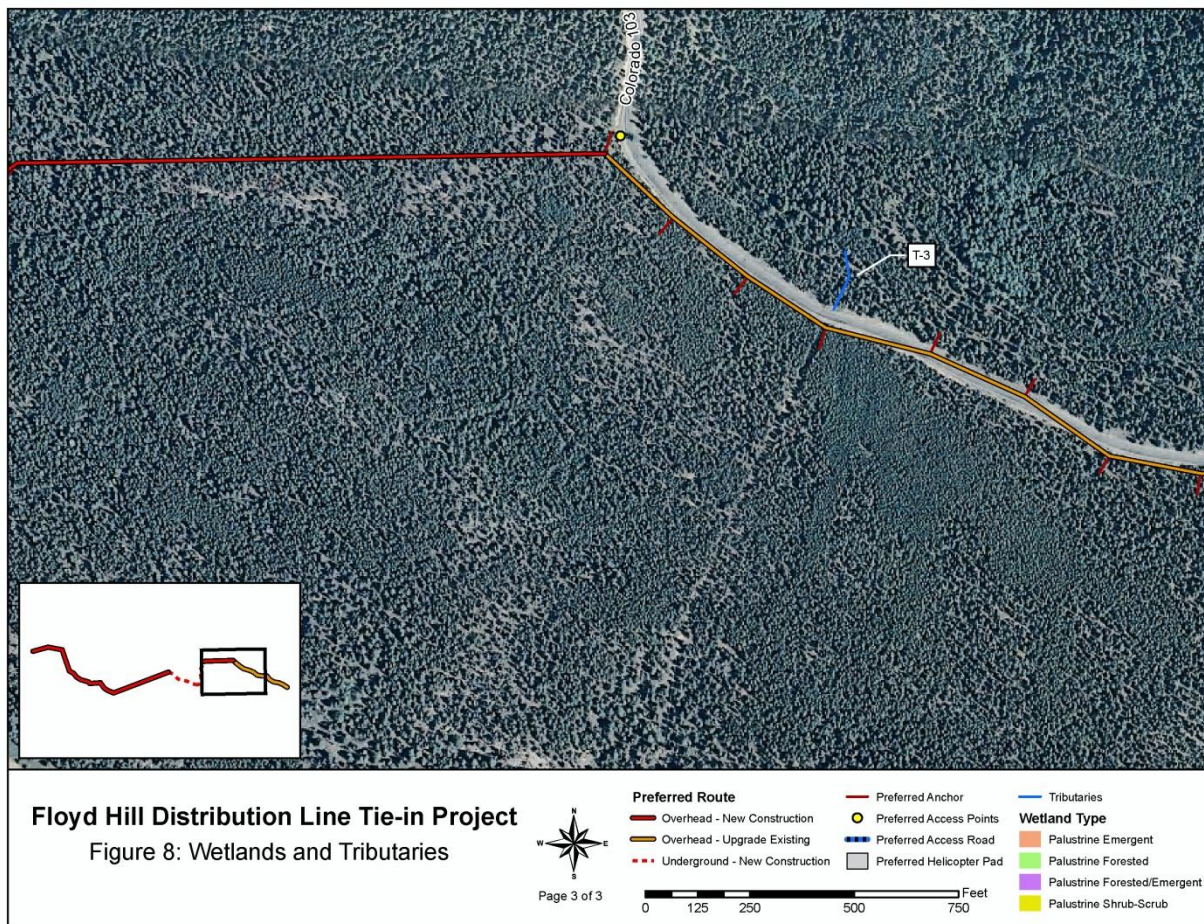 Colorado 103
T-3
Floyd Hill Distribution Line Tie-in Project
Figure 8: Wetlands and Tributaries
N
W E
S
Page 3 of 3
Preferred Route
Overhead - New Construction
Overhead - Upgrade Existing
Underground - New Construction
Preferred Anchor
Preferred Access Points
Preferred Access Road
Preferred Helicopter Pad
Tributaries
Wetland Type
Palustrine Emergent
Palustrine Forested
Palustrine Forested/Emergent
Palustrine Shrub-Scrub
Feet
0 125 250 500 750